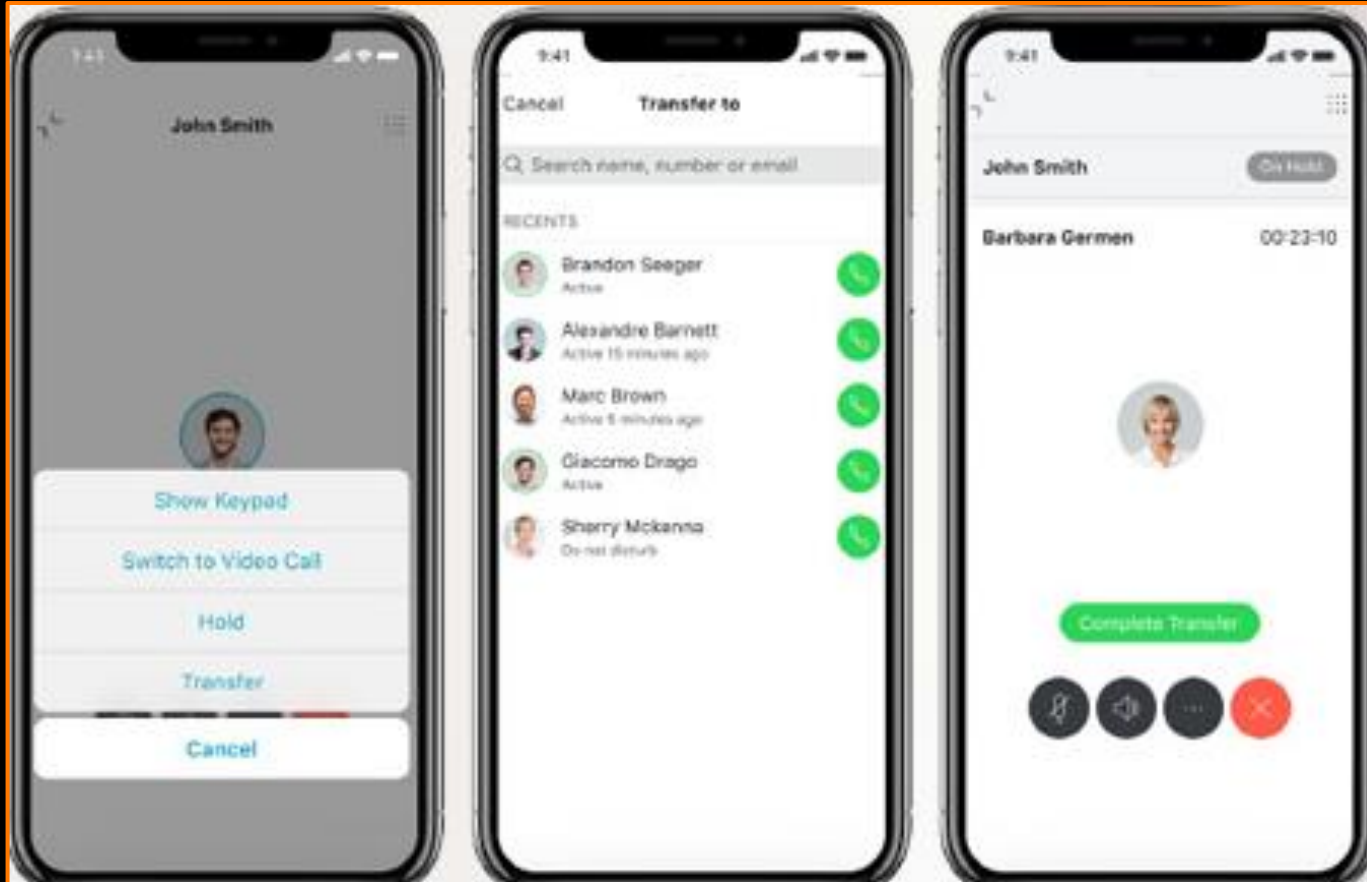 9:41
John Smith
Show Keypad
Switch to Video Call
Hold
Transfer
Cancel
9:41
Cancel Transfer to
Search name, number or email
RECENTS
Brandon Seeger
Active
Alexandre Barnett
Active 15 minutes ago
Marc Brown
Active 5 minutes ago
Giacomo Drago
Active
Sherry Mckenna
Do not disturb
9:41
John Smith On Hold
Barbara Germen 00:23:10
Complete Transfer